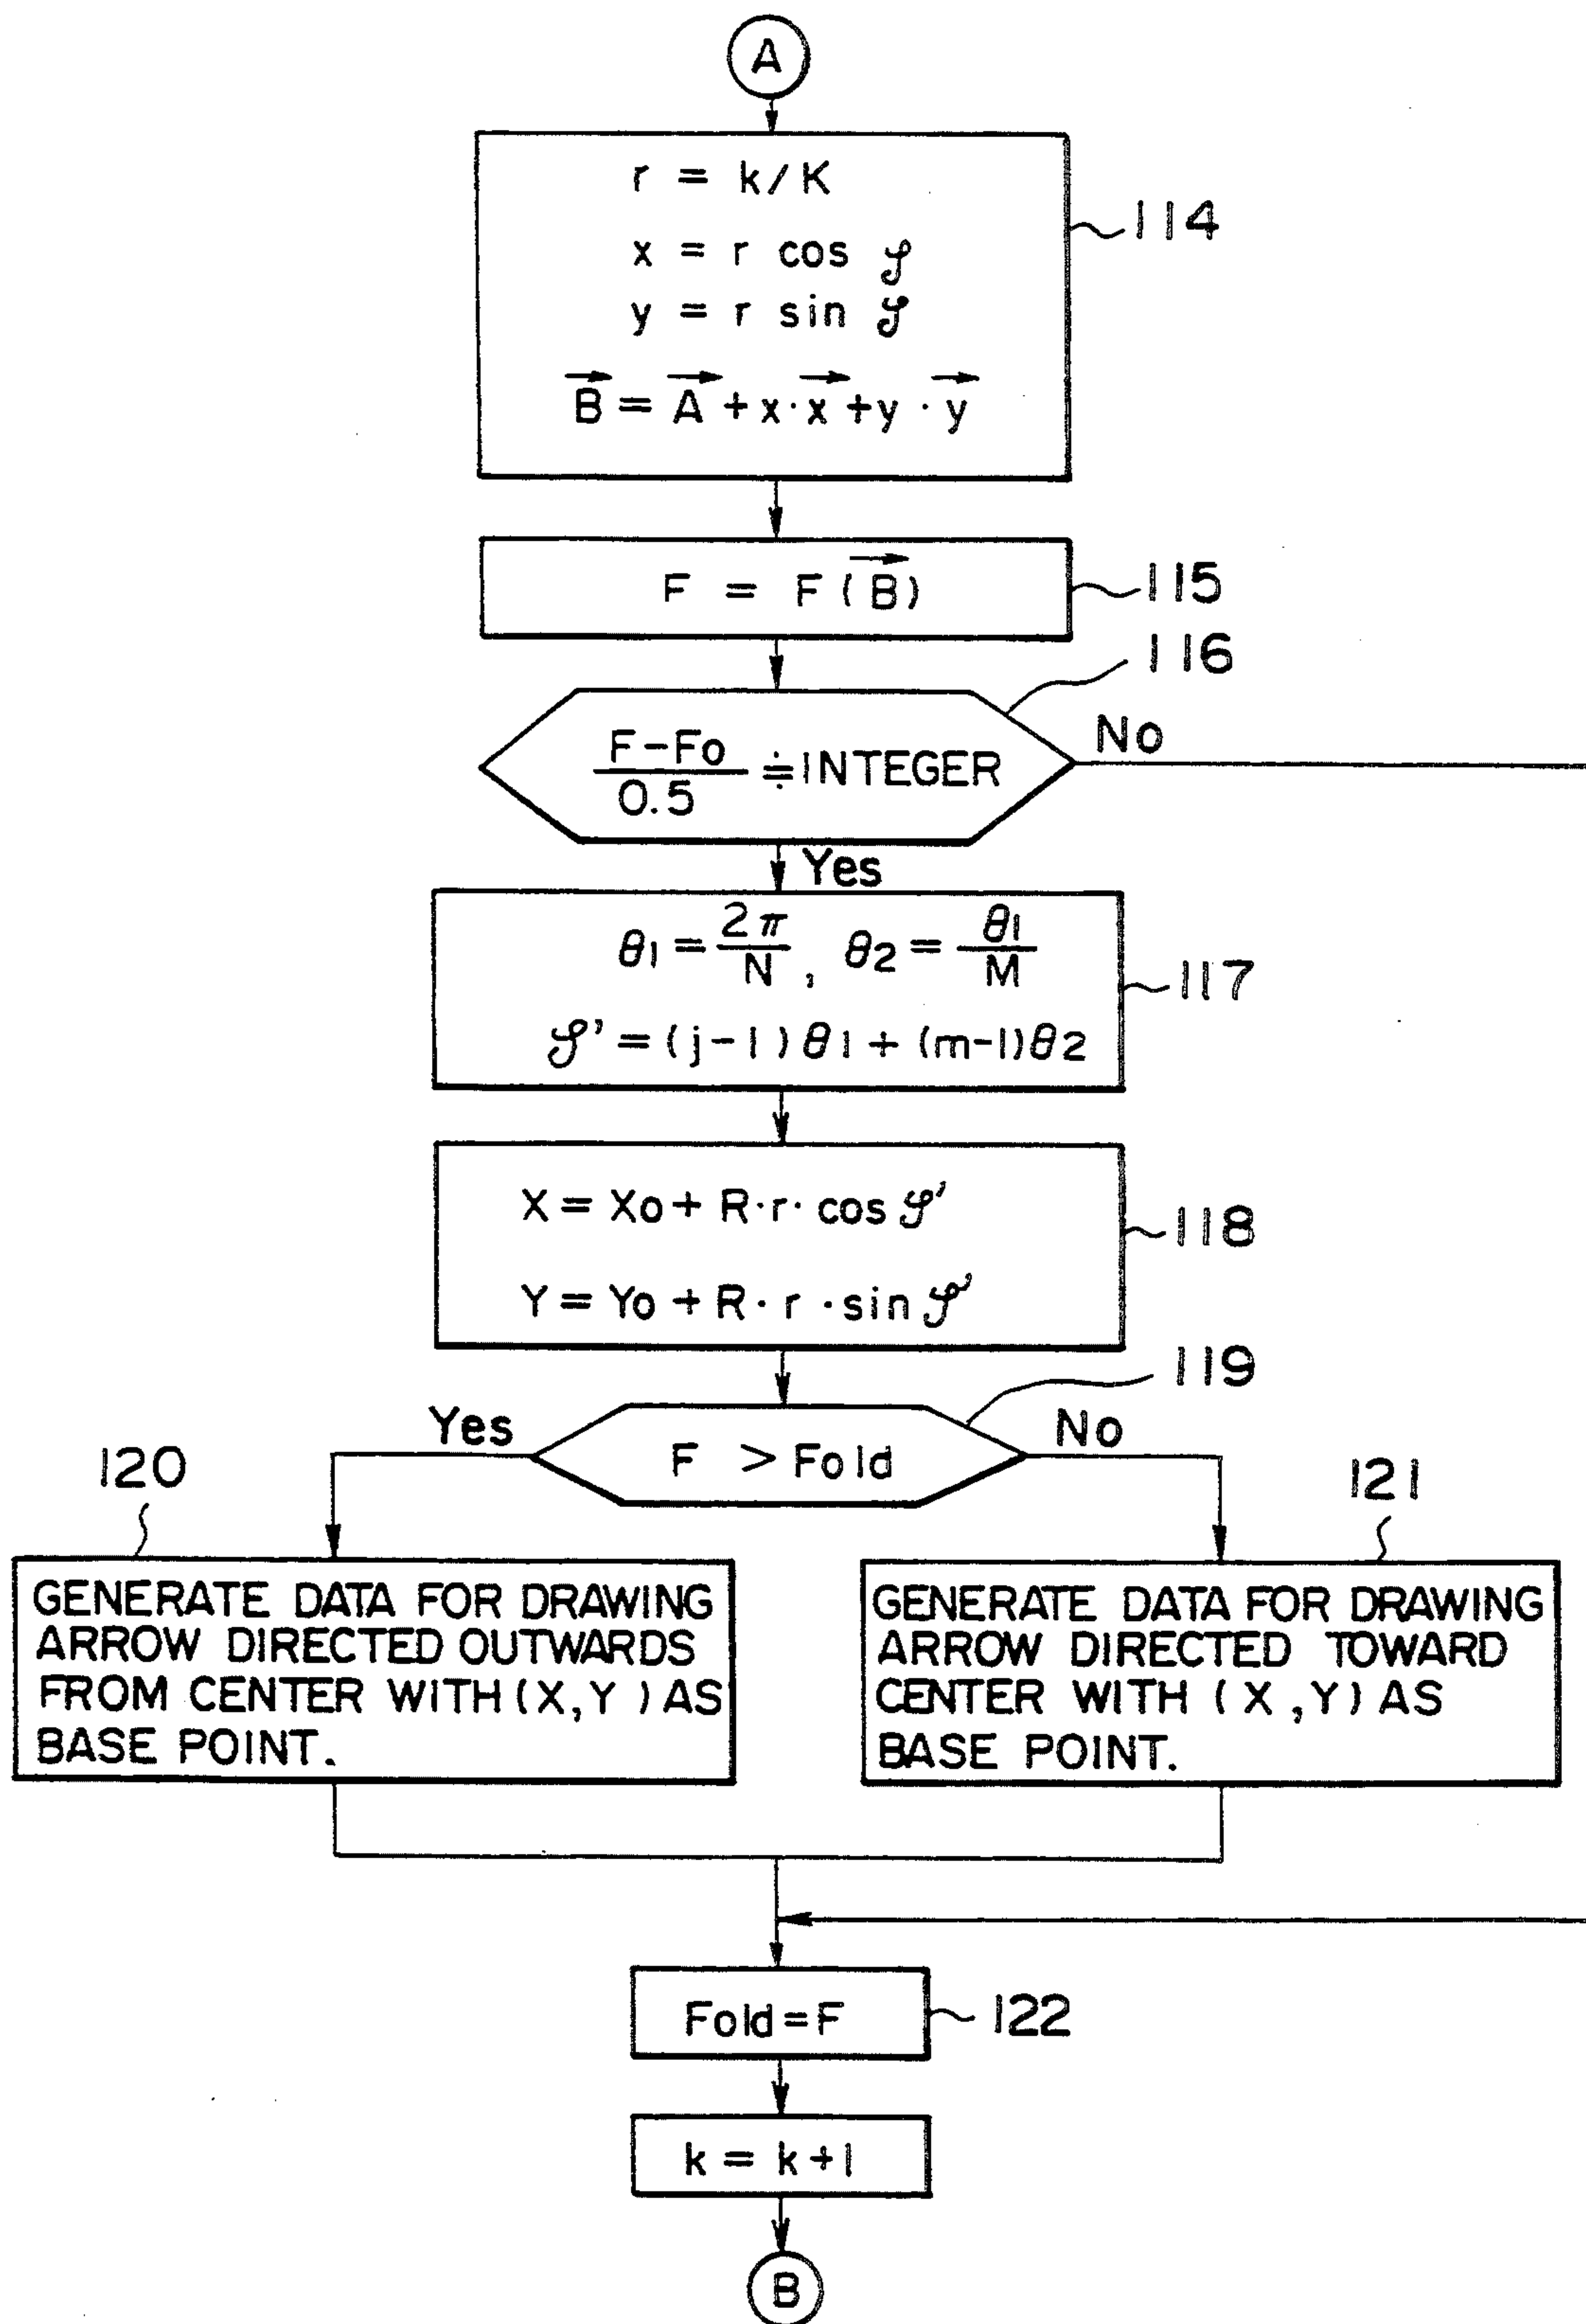 A
r = k/K
x = r cos 𝒥
y = r sin 𝒥
B⃗ = A⃗ + x·x⃗ + y·y⃗
114
F = F(B⃗)
115
116
(F-Fo)/0.5 ≑ INTEGER
No
Yes
θ1 = 2π/N, θ2 = θ1/M
𝒥' = (j-1)θ1 + (m-1)θ2
117
X = Xo + R·r· cos 𝒥'
Y = Yo + R·r·sin 𝒥'
118
119
Yes
F > Fold
No
120
GENERATE DATA FOR DRAWING
ARROW DIRECTED OUTWARDS
FROM CENTER WITH (X,Y) AS
BASE POINT.
121
GENERATE DATA FOR DRAWING
ARROW DIRECTED TOWARD
CENTER WITH (X,Y) AS
BASE POINT.
Fold = F
122
k = k+1
B